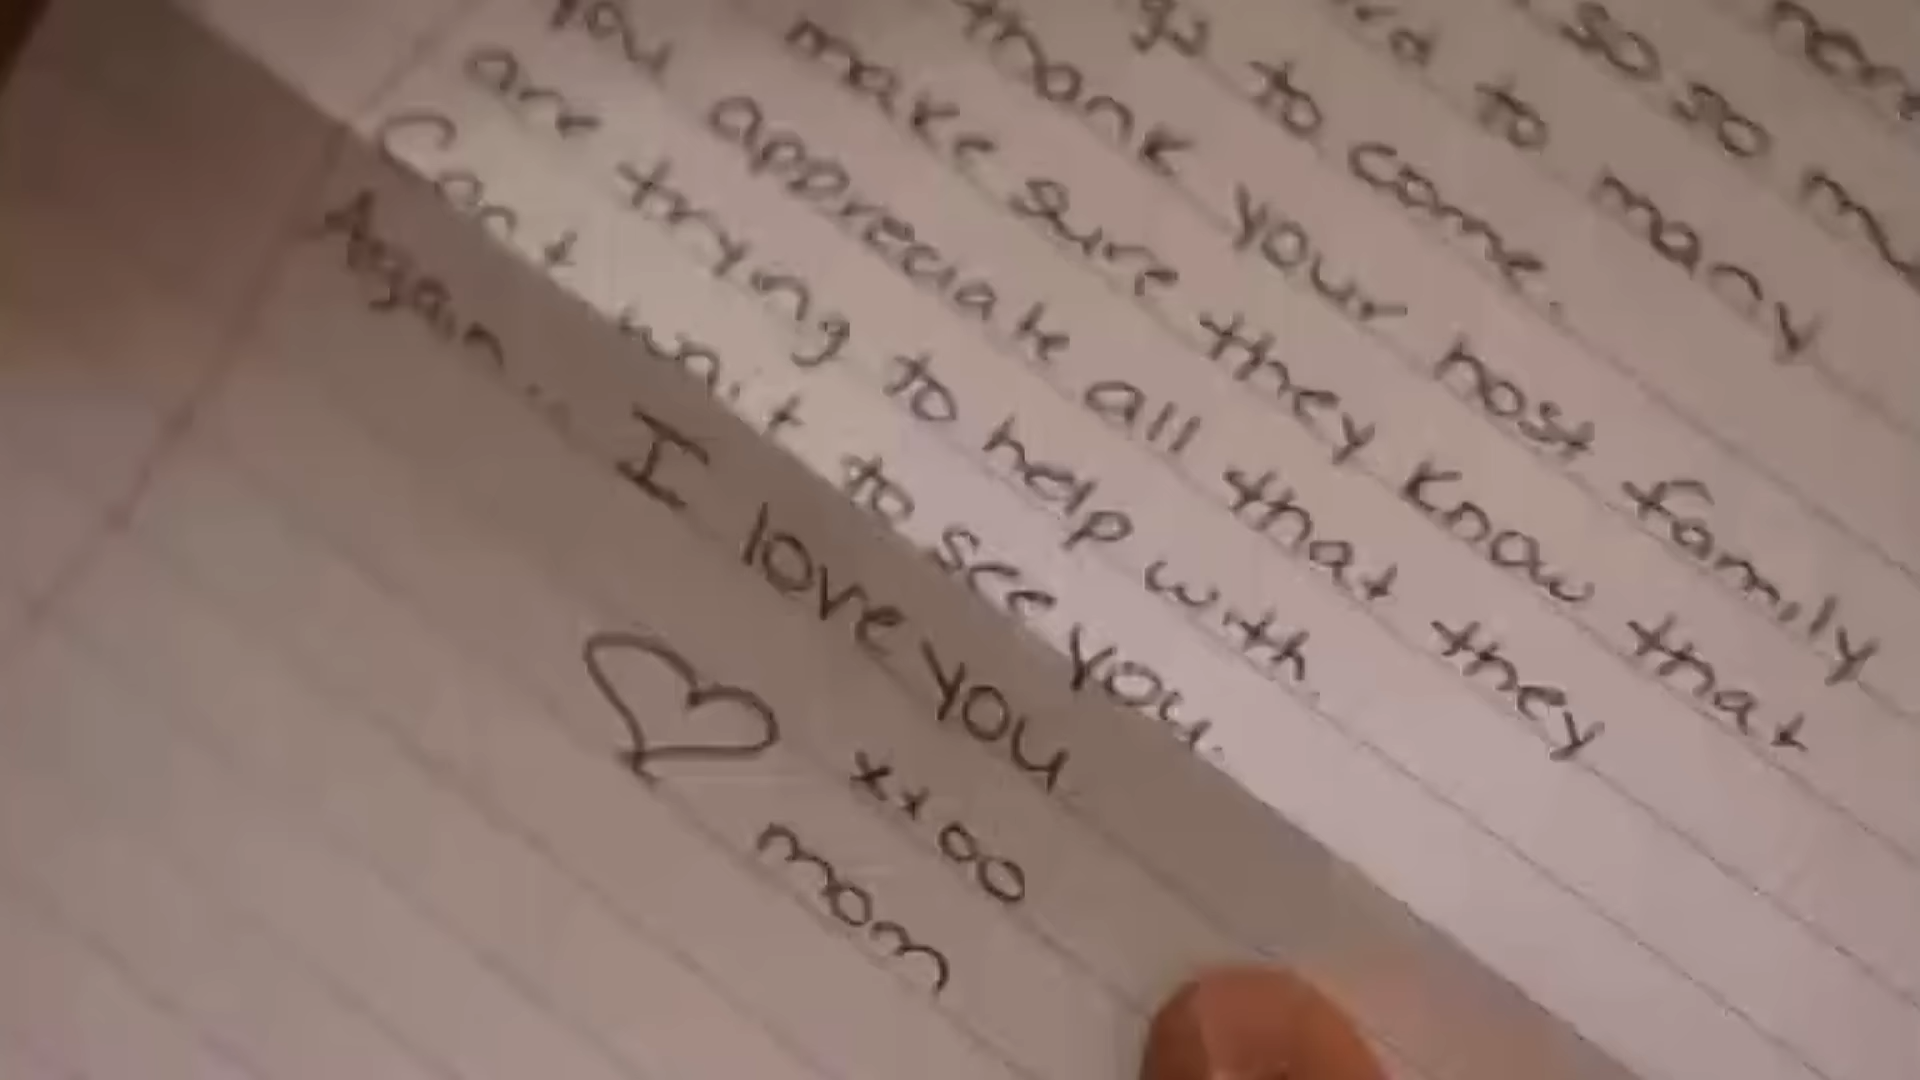 more
so so
to many
to come.
thank your host family
make sure they know that
you appreciate all that they
are trying to help with.
Can't wait to see you.
Again... I love you
♡ xxoo
mom